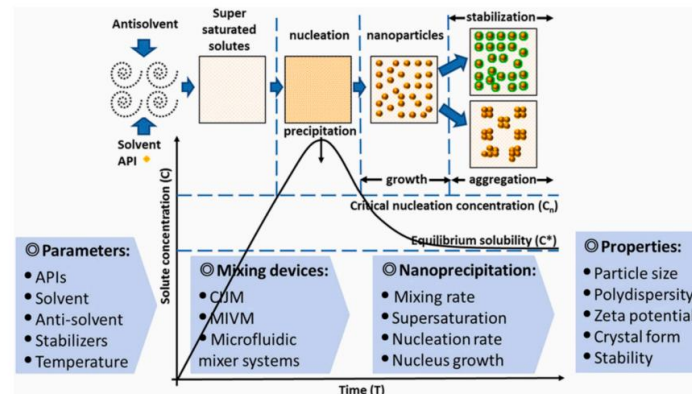 Antisolvent
Super
saturated
solutes
nucleation
nanoparticles
stabilization
Solvent
API
precipitation
growth
aggregation
Critical nucleation concentration (Cn)
Equilibrium solubility (C*)
Solute concentration (C)
Time (T)
Parameters:
APIs
Solvent
Anti-solvent
Stabilizers
Temperature
Mixing devices:
CIJM
MIVM
Microfluidic
mixer systems
Nanoprecipitation:
Mixing rate
Supersaturation
Nucleation rate
Nucleus growth
Properties:
Particle size
Polydispersity
Zeta potential
Crystal form
Stability